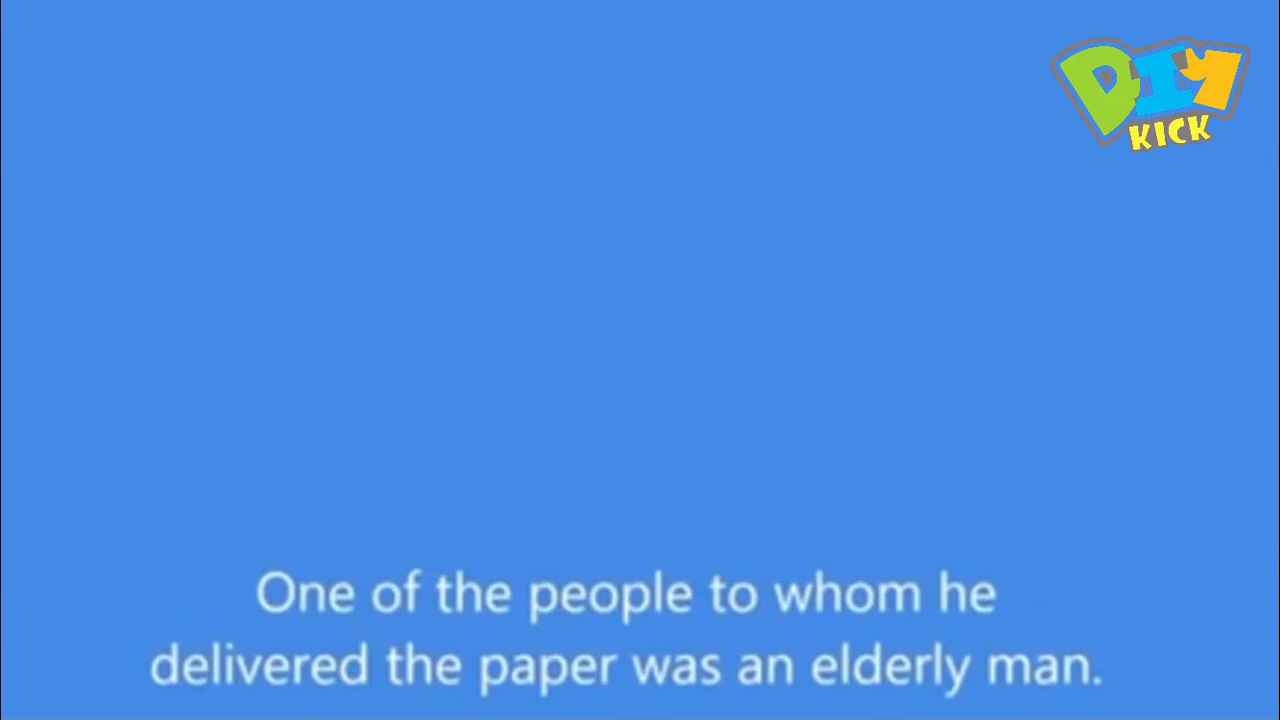 DIY
KICK
One of the people to whom he
delivered the paper was an elderly man.